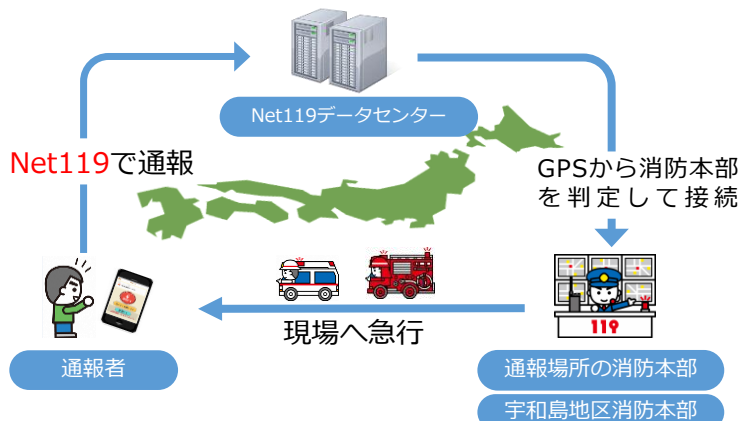 Net119データセンター
Net119で通報
GPSから消防本部
を判定して接続
119
現場へ急行
通報者
通報場所の消防本部
宇和島地区消防本部